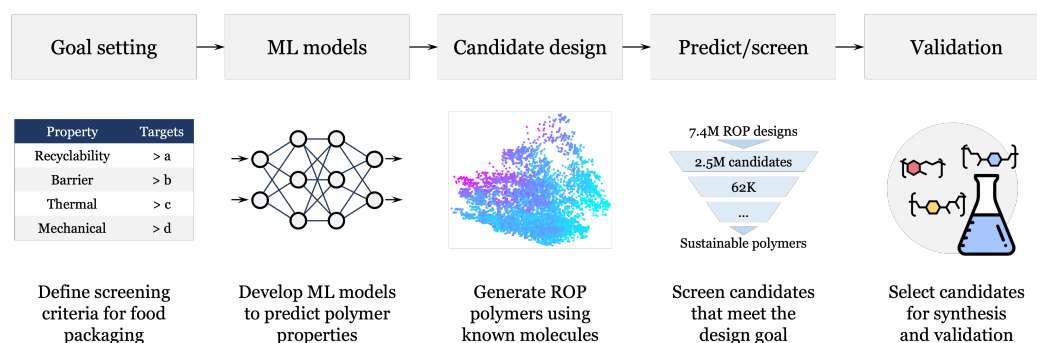 Goal setting
ML models
Candidate design
Predict/screen
Validation
Property Targets
Recyclability > a
Barrier > b
Thermal > c
Mechanical > d
7.4M ROP designs
2.5M candidates
62K
...
Sustainable polymers
Define screening
criteria for food
packaging
Develop ML models
to predict polymer
properties
Generate ROP
polymers using
known molecules
Screen candidates
that meet the
design goal
Select candidates
for synthesis
and validation